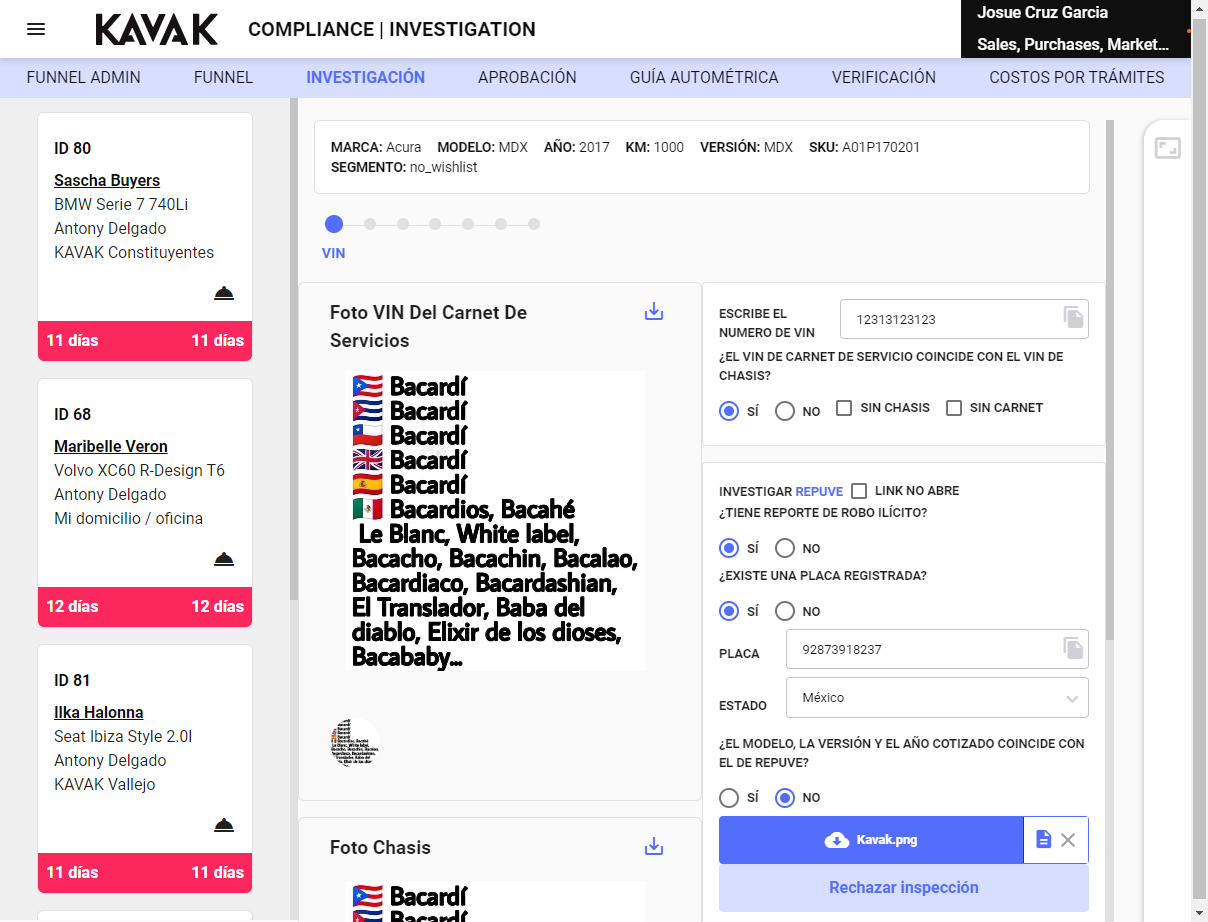 KAVAK
COMPLIANCE | INVESTIGATION
Josue Cruz Garcia
Sales, Purchases, Market...
FUNNEL ADMIN
FUNNEL
INVESTIGACIÓN
APROBACIÓN
GUÍA AUTOMÉTRICA
VERIFICACIÓN
COSTOS POR TRÁMITES
ID 80
Sascha Buyers
BMW Serie 7 740Li
Antony Delgado
KAVAK Constituyentes
11 días 11 días
ID 68
Maribelle Veron
Volvo XC60 R-Design T6
Antony Delgado
Mi domicilio / oficina
12 días 12 días
ID 81
Ilka Halonna
Seat Ibiza Style 2.0l
Antony Delgado
KAVAK Vallejo
11 días 11 días
MARCA: Acura MODELO: MDX AÑO: 2017 KM: 1000 VERSIÓN: MDX SKU: A01P170201
SEGMENTO: no_wishlist
VIN
Foto VIN Del Carnet De
Servicios
Bacardí
Bacardí
Bacardí
Bacardí
Bacardí
Bacardios, Bacahé
Le Blanc, White label,
Bacacho, Bacachin, Bacalao,
Bacardiaco, Bacardashian,
El Translador, Baba del
diablo, Elixir de los dioses,
Bacababy...
Foto Chasis
Bacardí
Bacardí
ESCRIBE EL
NUMERO DE VIN
12313123123
¿EL VIN DE CARNET DE SERVICIO COINCIDE CON EL VIN DE
CHASIS?
SÍ NO SIN CHASIS SIN CARNET
INVESTIGAR REPUVE LINK NO ABRE
¿TIENE REPORTE DE ROBO ILÍCITO?
SÍ NO
¿EXISTE UNA PLACA REGISTRADA?
SÍ NO
PLACA 92873918237
ESTADO México
¿EL MODELO, LA VERSIÓN Y EL AÑO COTIZADO COINCIDE CON
EL DE REPUVE?
SÍ NO
Kavak.png
Rechazar inspección